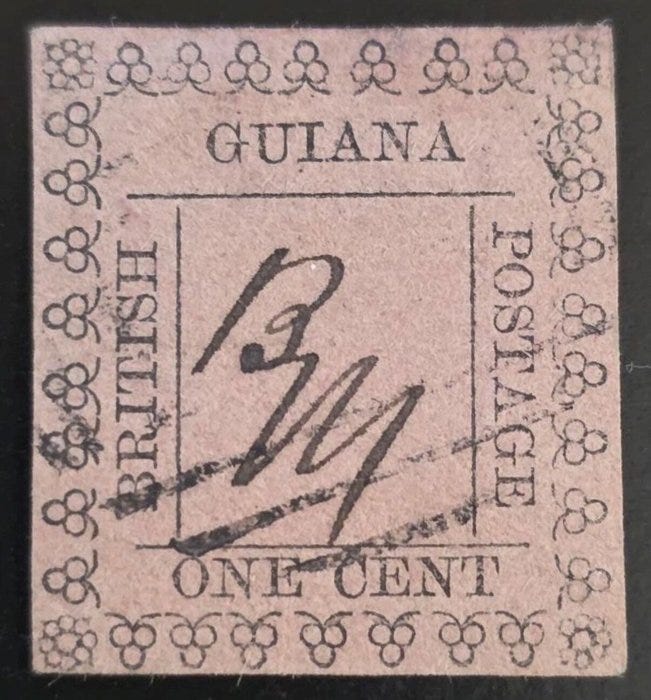 GUIANA
BRITISH
BM
POSTAGE
ONE CENT